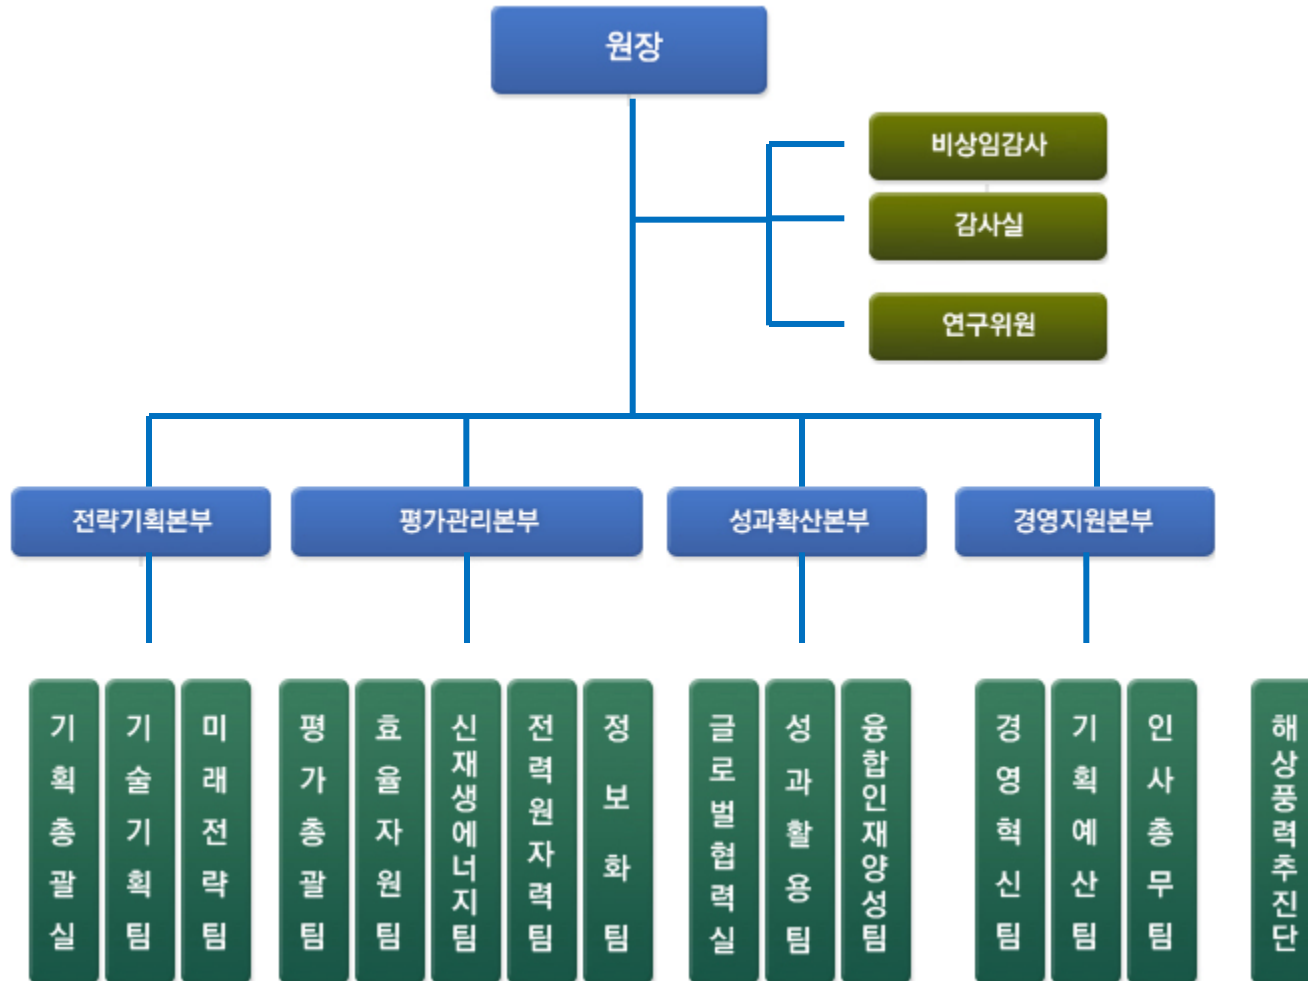 원장
비상임감사
감사실
연구위원
전략기획본부
평가관리본부
성과확산본부
경영지원본부
기획총괄실
기술기획팀
미래전략팀
평가총괄팀
효율자원팀
신재생에너지팀
전력원자력팀
정보화팀
글로벌협력실
성과활용팀
융합인재양성팀
경영혁신팀
기획예산팀
인사총무팀
해상풍력추진단